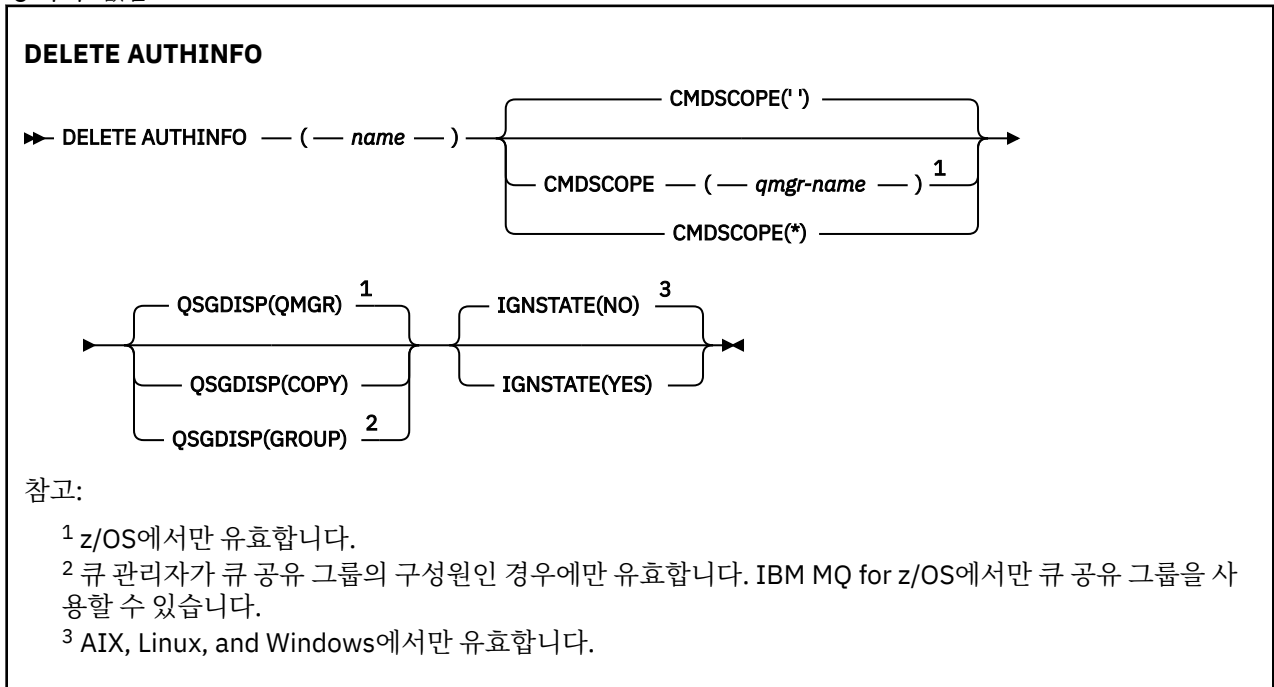 DELETE AUTHINFO
CMDSCOPE(' ')
DELETE AUTHINFO ( name )
CMDSCOPE ( qmgr-name ) 1
CMDSCOPE(*)
QSGDISP(QMGR) 1 IGNSTATE(NO) 3
QSGDISP(COPY) IGNSTATE(YES)
QSGDISP(GROUP) 2
참고:
1 z/OS에서만 유효합니다.
2 큐 관리자가 큐 공유 그룹의 구성원인 경우에만 유효합니다. IBM MQ for z/OS에서만 큐 공유 그룹을 사
용할 수 있습니다.
3 AIX, Linux, and Windows에서만 유효합니다.